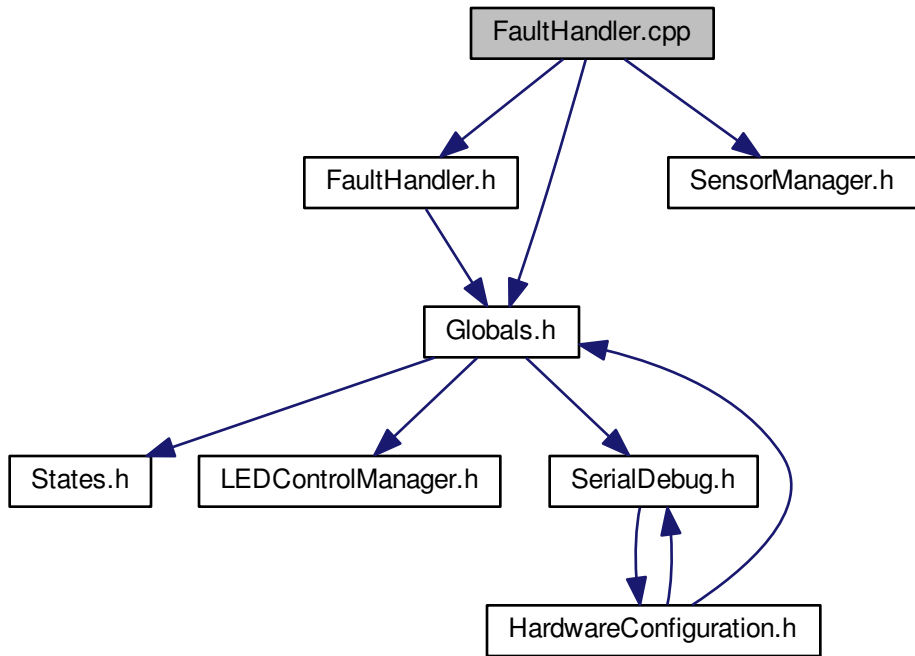 FaultHandler.cpp
FaultHandler.h
SensorManager.h
Globals.h
States.h
LEDControlManager.h
SerialDebug.h
HardwareConfiguration.h